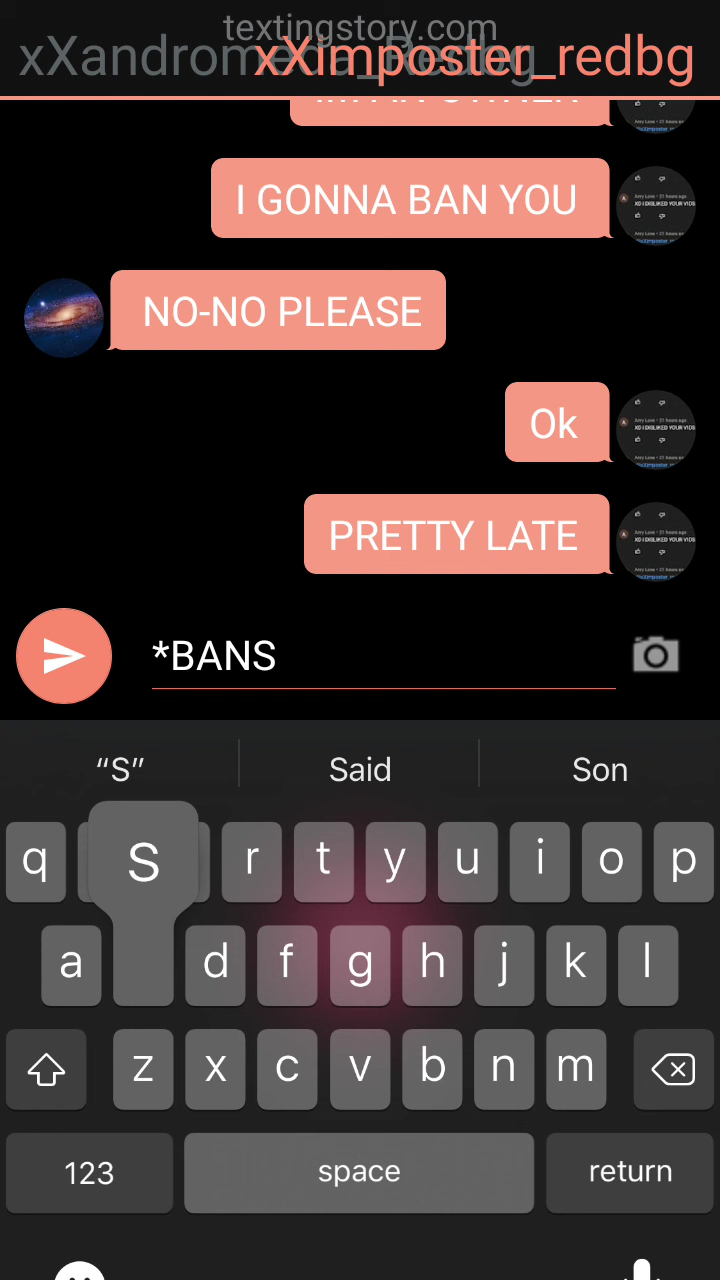 textingstory.com
xXimposter_redbg
I GONNA BAN YOU
NO-NO PLEASE
Ok
PRETTY LATE
*BANS
“S” Said Son
q S r t y u i o p
a d f g h j k l
z x c v b n m
123 space return